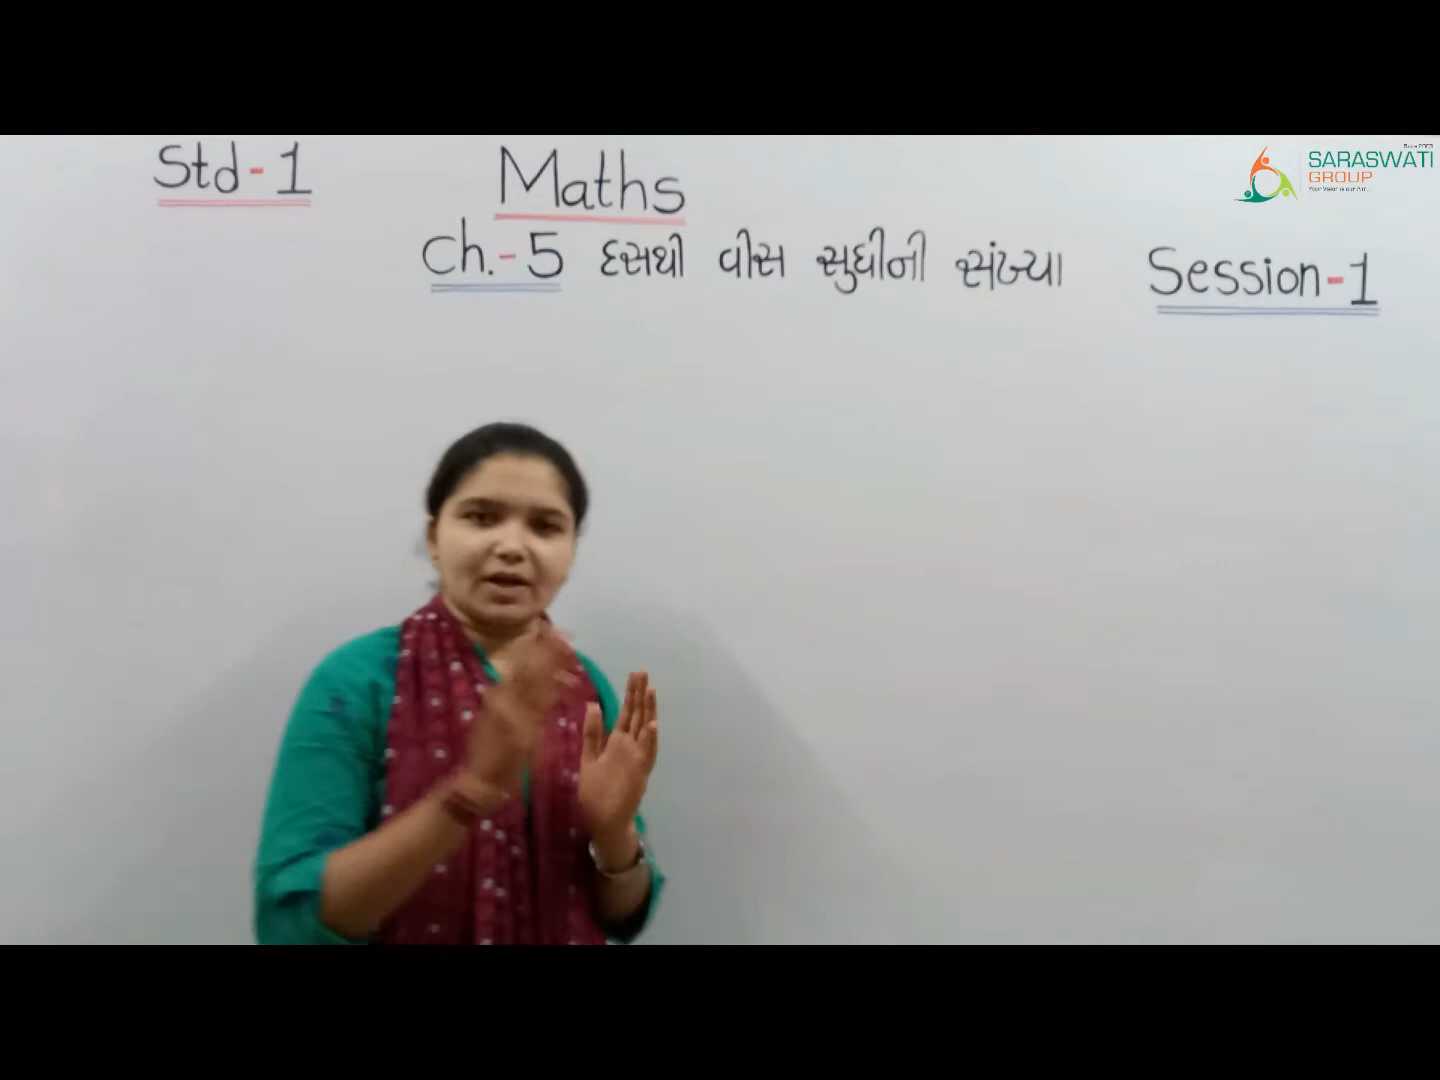 Std-1
Maths
Ch.-5 દસથી વીસ સુધીની સંખ્યા
Session-1
SARASWATI
GROUP